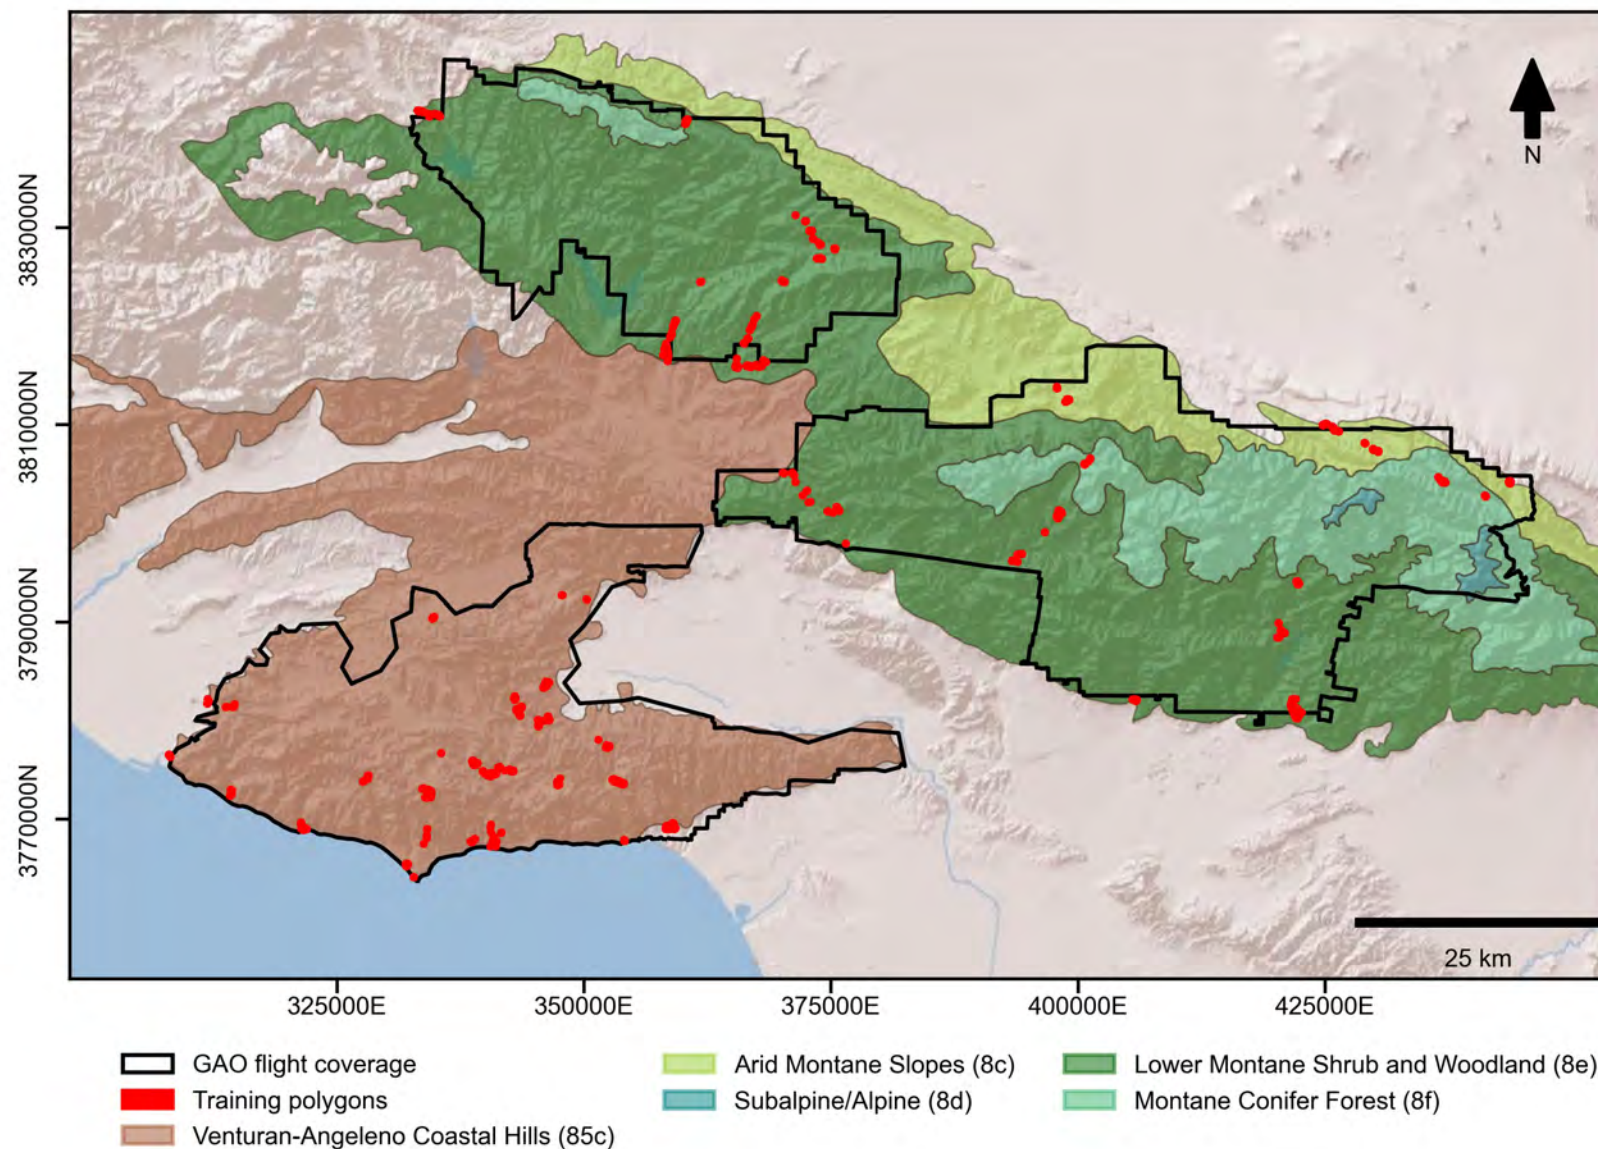 N
3830000N
3810000N
3790000N
3770000N
25 km
325000E 350000E 375000E 400000E 425000E
GAO flight coverage Arid Montane Slopes (8c) Lower Montane Shrub and Woodland (8e)
Training polygons Subalpine/Alpine (8d) Montane Conifer Forest (8f)
Venturan-Angeleno Coastal Hills (85c)